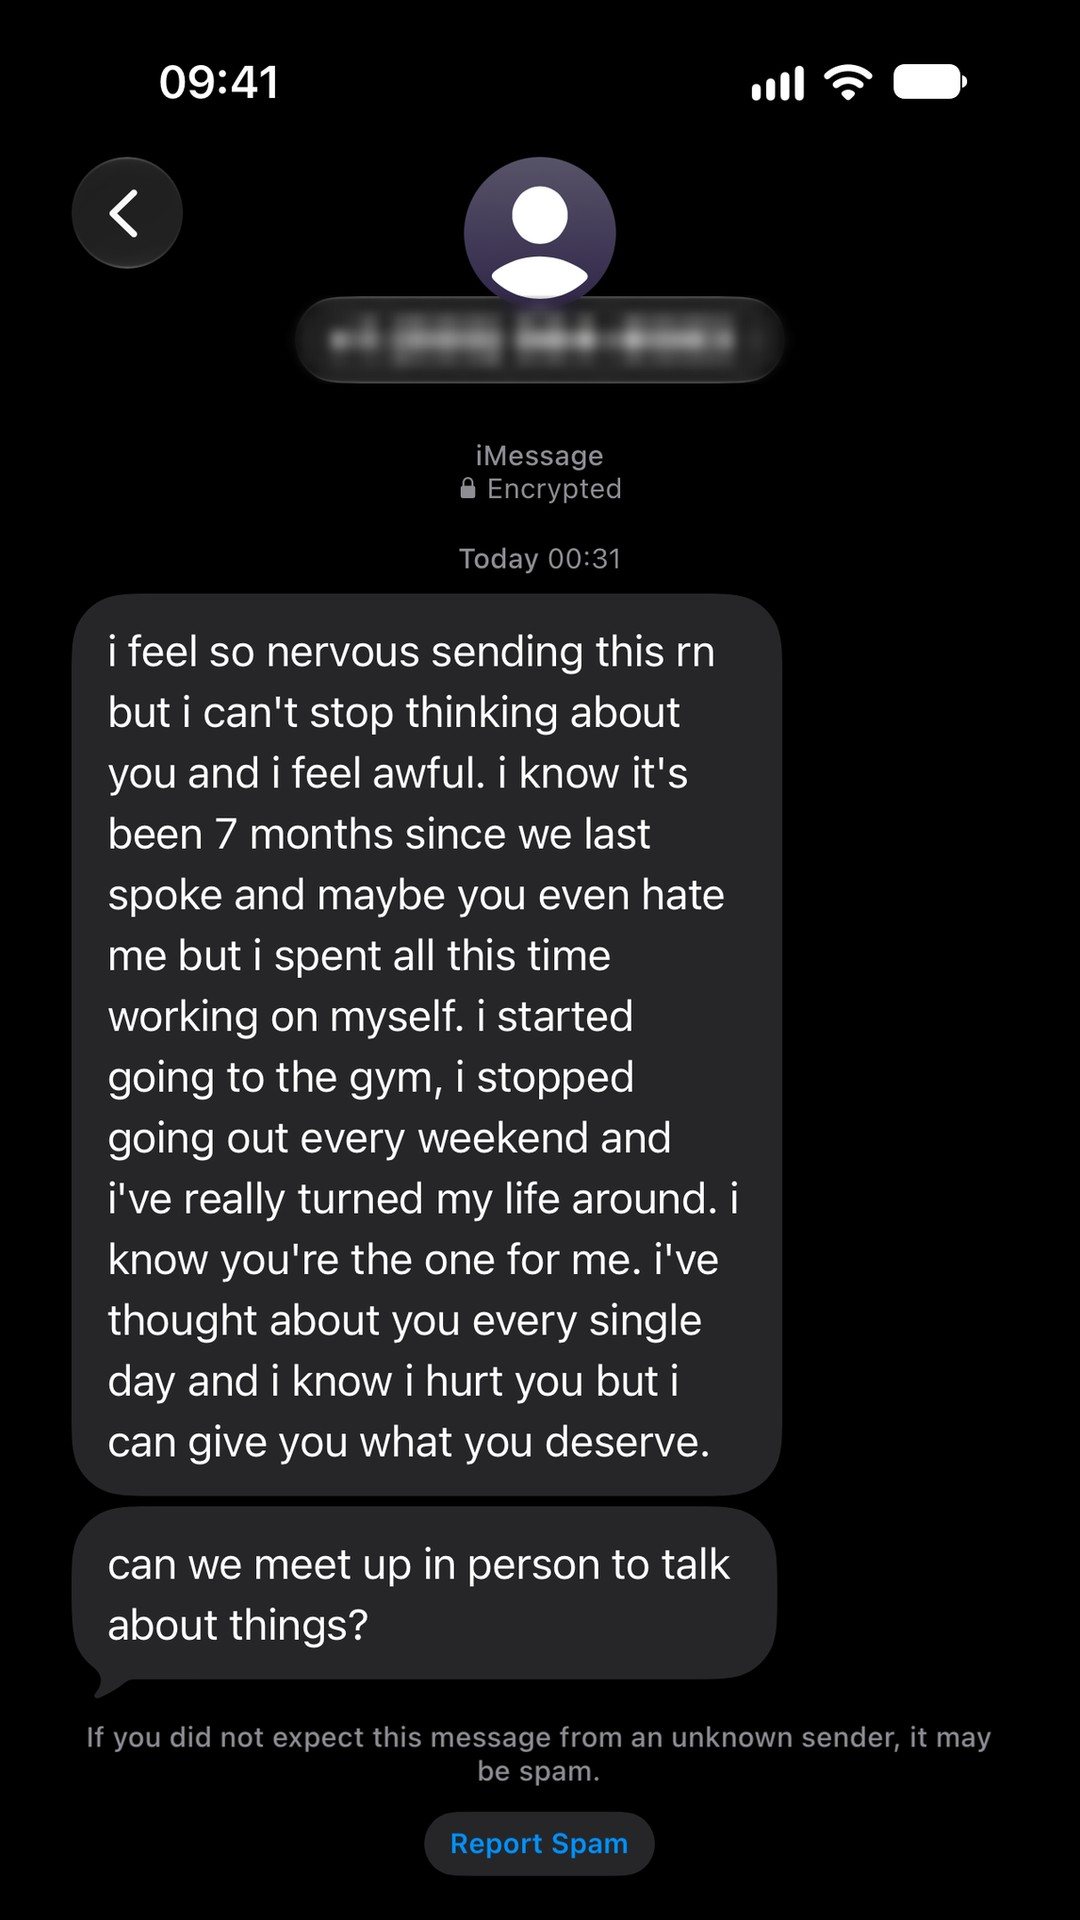 09:41
iMessage
Encrypted
Today 00:31
i feel so nervous sending this rn
but i can't stop thinking about
you and i feel awful. i know it's
been 7 months since we last
spoke and maybe you even hate
me but i spent all this time
working on myself. i started
going to the gym, i stopped
going out every weekend and
i've really turned my life around. i
know you're the one for me. i've
thought about you every single
day and i know i hurt you but i
can give you what you deserve.
can we meet up in person to talk
about things?
If you did not expect this message from an unknown sender, it may
be spam.
Report Spam